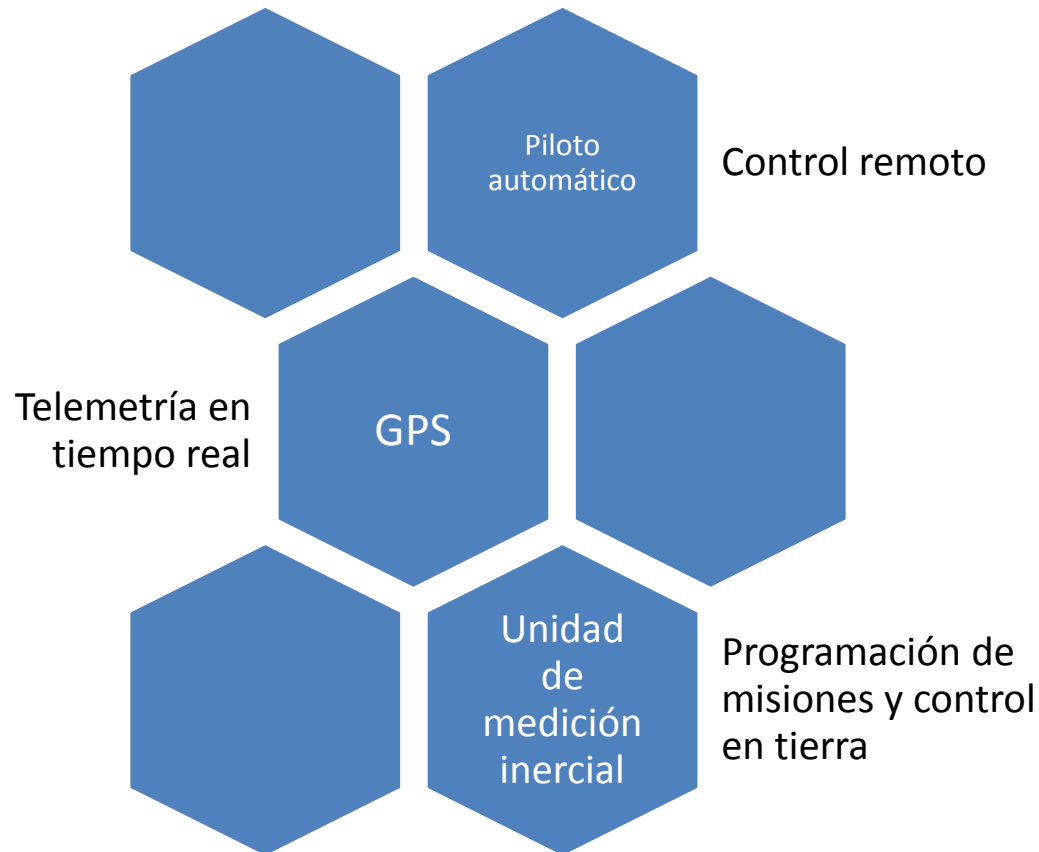 Piloto
automático
Control remoto
Telemetría en
tiempo real
GPS
Unidad
de
medición
inercial
Programación de
misiones y control
en tierra